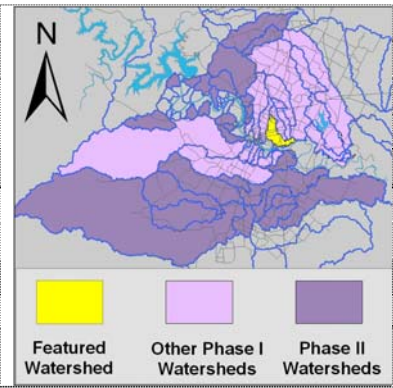 N
Featured
Watershed
Other Phase I
Watersheds
Phase II
Watersheds